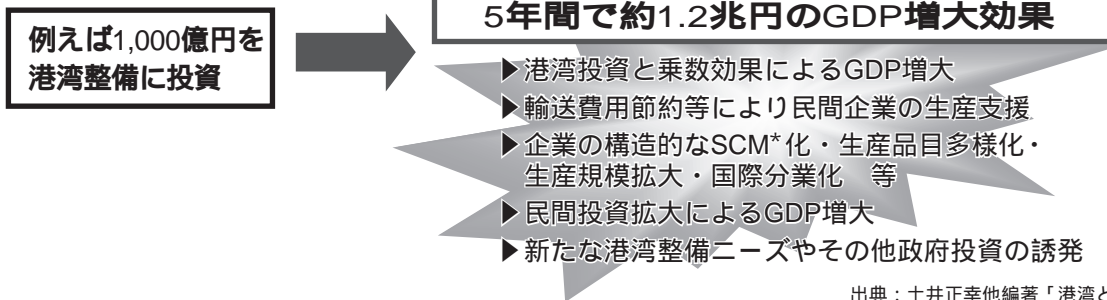 例えば1,000億円を
港湾整備に投資
5年間で約1.2兆円のGDP増大効果
▶港湾投資と乗数効果によるGDP増大
▶輸送費用節約等により民間企業の生産支援
▶企業の構造的なSCM*化・生産品目多様化・
生産規模拡大・国際分業化 等
▶民間投資拡大によるGDP増大
▶新たな港湾整備ニーズやその他政府投資の誘発
出典:土井正幸他編著「港湾と